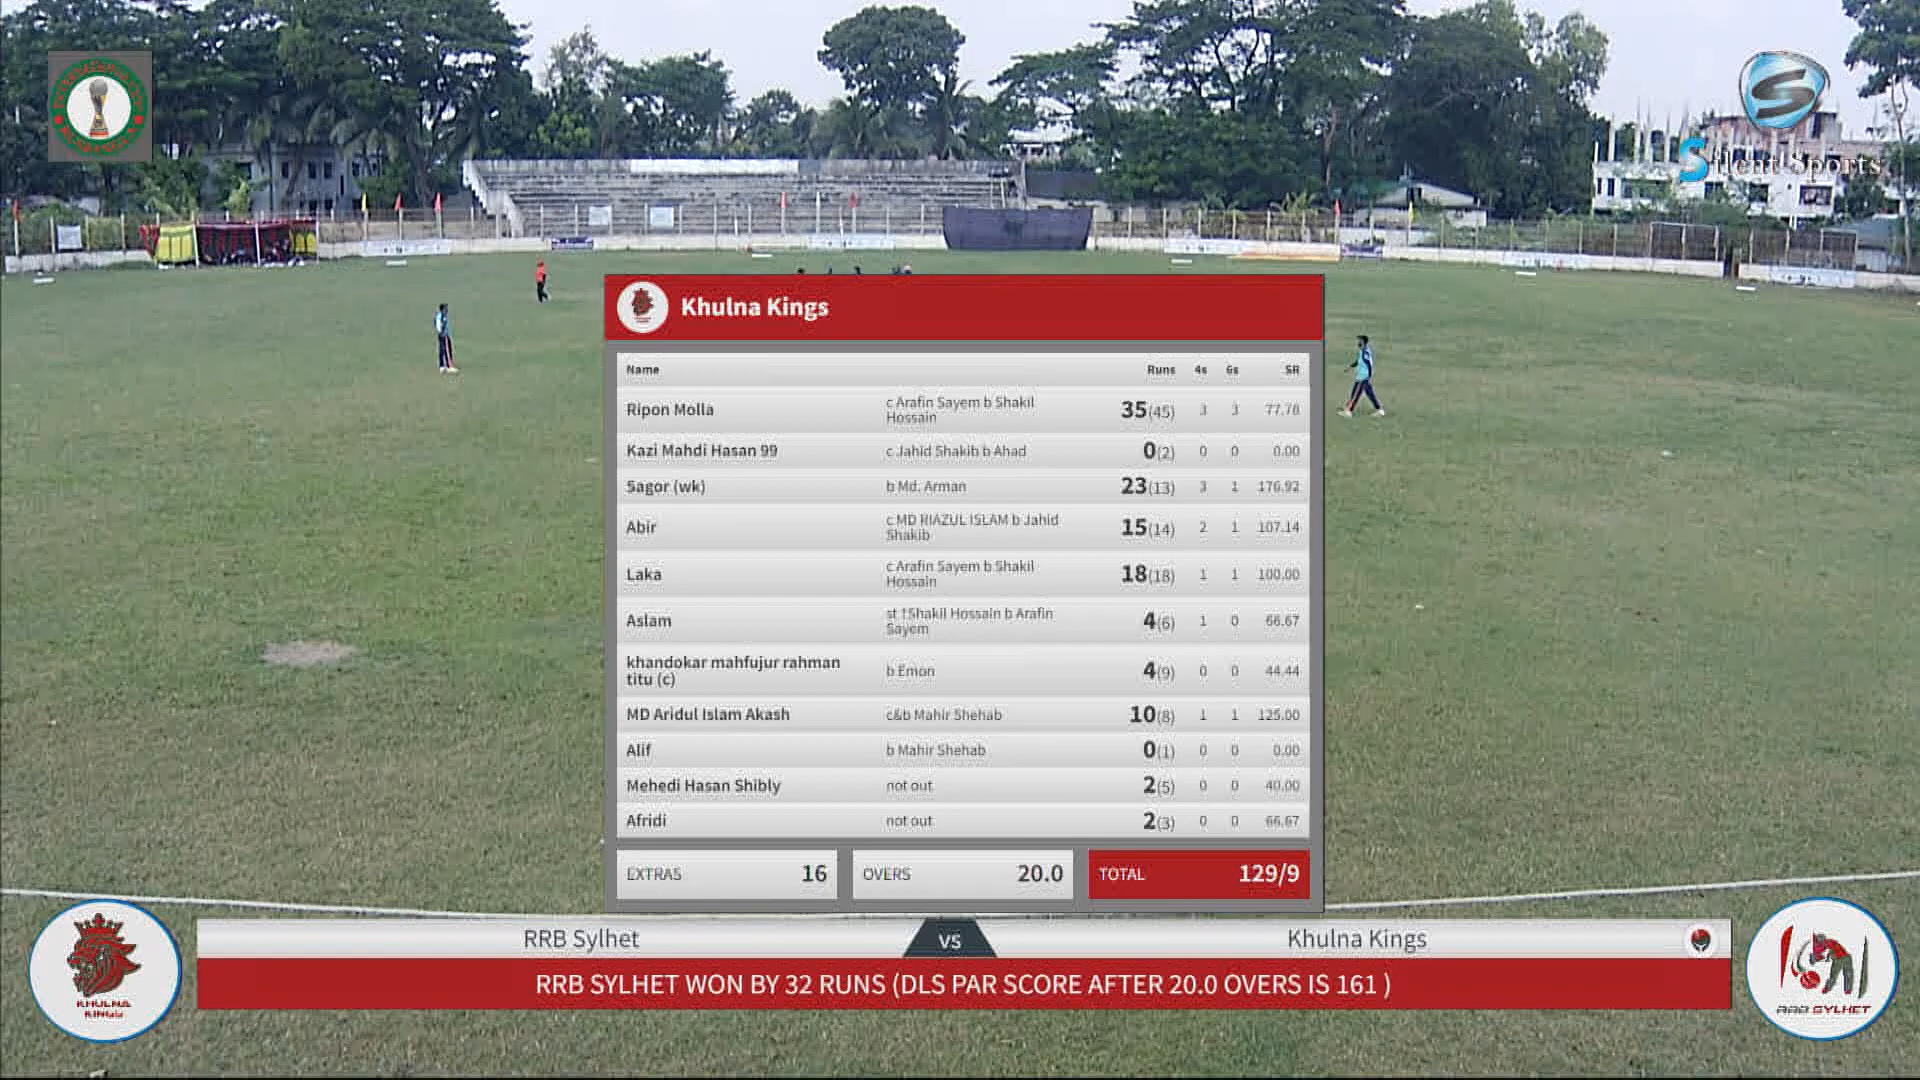 Silent Sports
Khulna Kings
Name Runs 4s 6s SR
Ripon Molla c Arafin Sayem b Shakil Hossain 35(45) 3 3 77.78
Kazi Mahdi Hasan 99 c Jahid Shakib b Ahad 0(2) 0 0 0.00
Sagor (wk) b Md. Arman 23(13) 3 1 176.92
Abir c MD RIAZUL ISLAM b Jahid Shakib 15(14) 2 1 107.14
Laka c Arafin Sayem b Shakil Hossain 18(18) 1 1 100.00
Aslam st †Shakil Hossain b Arafin Sayem 4(6) 1 0 66.67
khandokar mahfujur rahman titu (c) b Emon 4(9) 0 0 44.44
MD Aridul Islam Akash c&b Mahir Shehab 10(8) 1 1 125.00
Alif b Mahir Shehab 0(1) 0 0 0.00
Mehedi Hasan Shibly not out 2(5) 0 0 40.00
Afridi not out 2(3) 0 0 66.67
EXTRAS 16 OVERS 20.0 TOTAL 129/9
RRB Sylhet vs Khulna Kings
RRB SYLHET WON BY 32 RUNS (DLS PAR SCORE AFTER 20.0 OVERS IS 161 )
KHULNA
KINGS
RRB SYLHET